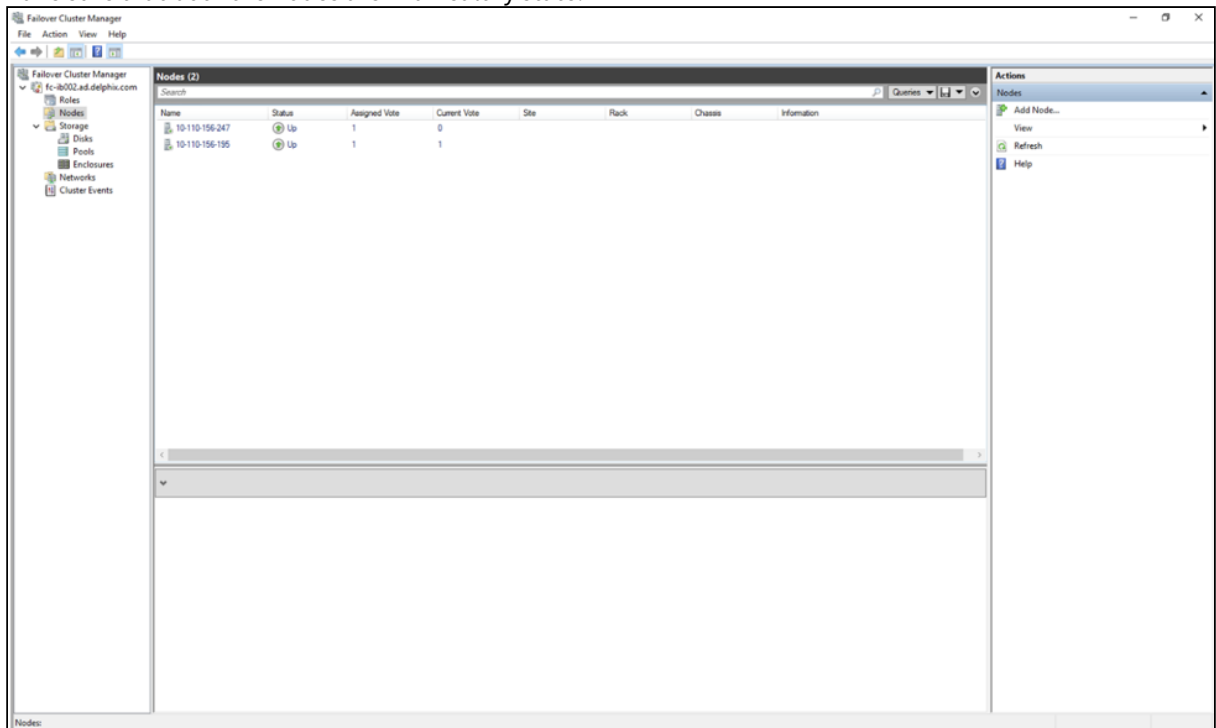 Failover Cluster Manager
File Action View Help
Failover Cluster Manager
fc-ib002.ad.delphix.com
Roles
Nodes
Storage
Disks
Pools
Enclosures
Networks
Cluster Events
Nodes (2)
Search
Queries
Name Status Assigned Vote Current Vote Site Rack Chassis Information
10-110-156-247 Up 1 0
10-110-156-195 Up 1 1
Actions
Nodes
Add Node...
View
Refresh
Help
Nodes: